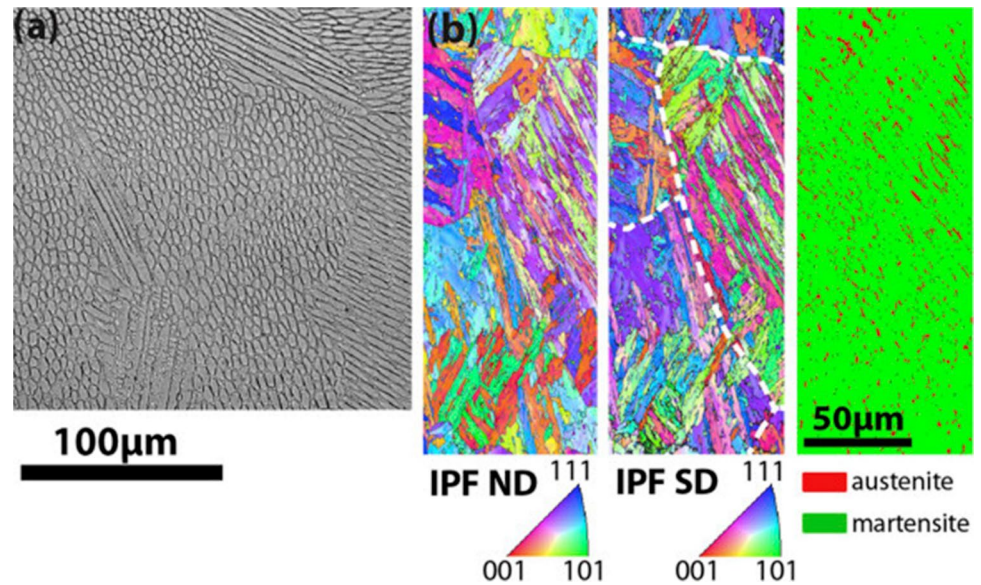 (a)
(b)
100μm
50μm
IPF ND
111
001
101
IPF SD
111
001
101
austenite
martensite